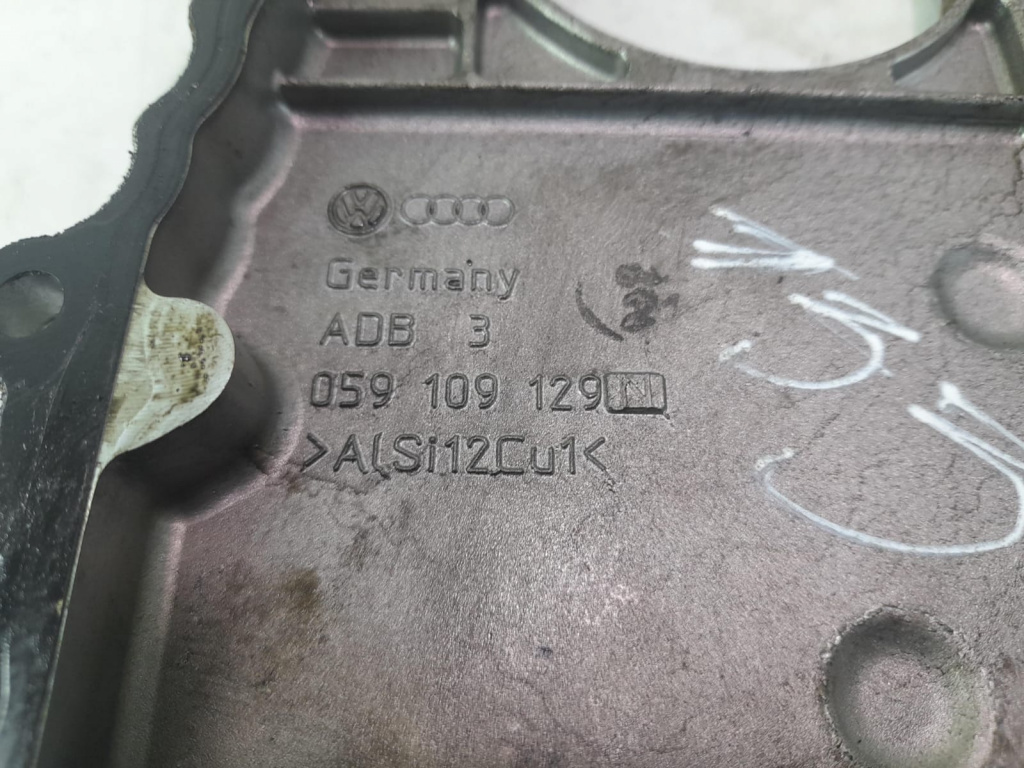 Germany
ADB 3
059 109 129
>AlSi12Cu1<